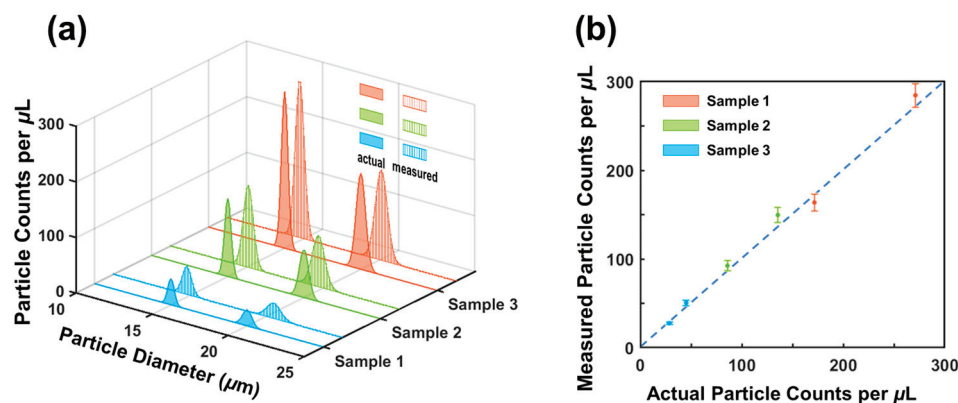 (a)
300
200
100
0
Particle Counts per μL
10
15
20
25
Particle Diameter (μm)
Sample 1
Sample 2
Sample 3
actual measured
(b)
300
200
100
0
Measured Particle Counts per μL
Sample 1
Sample 2
Sample 3
0 100 200 300
Actual Particle Counts per μL